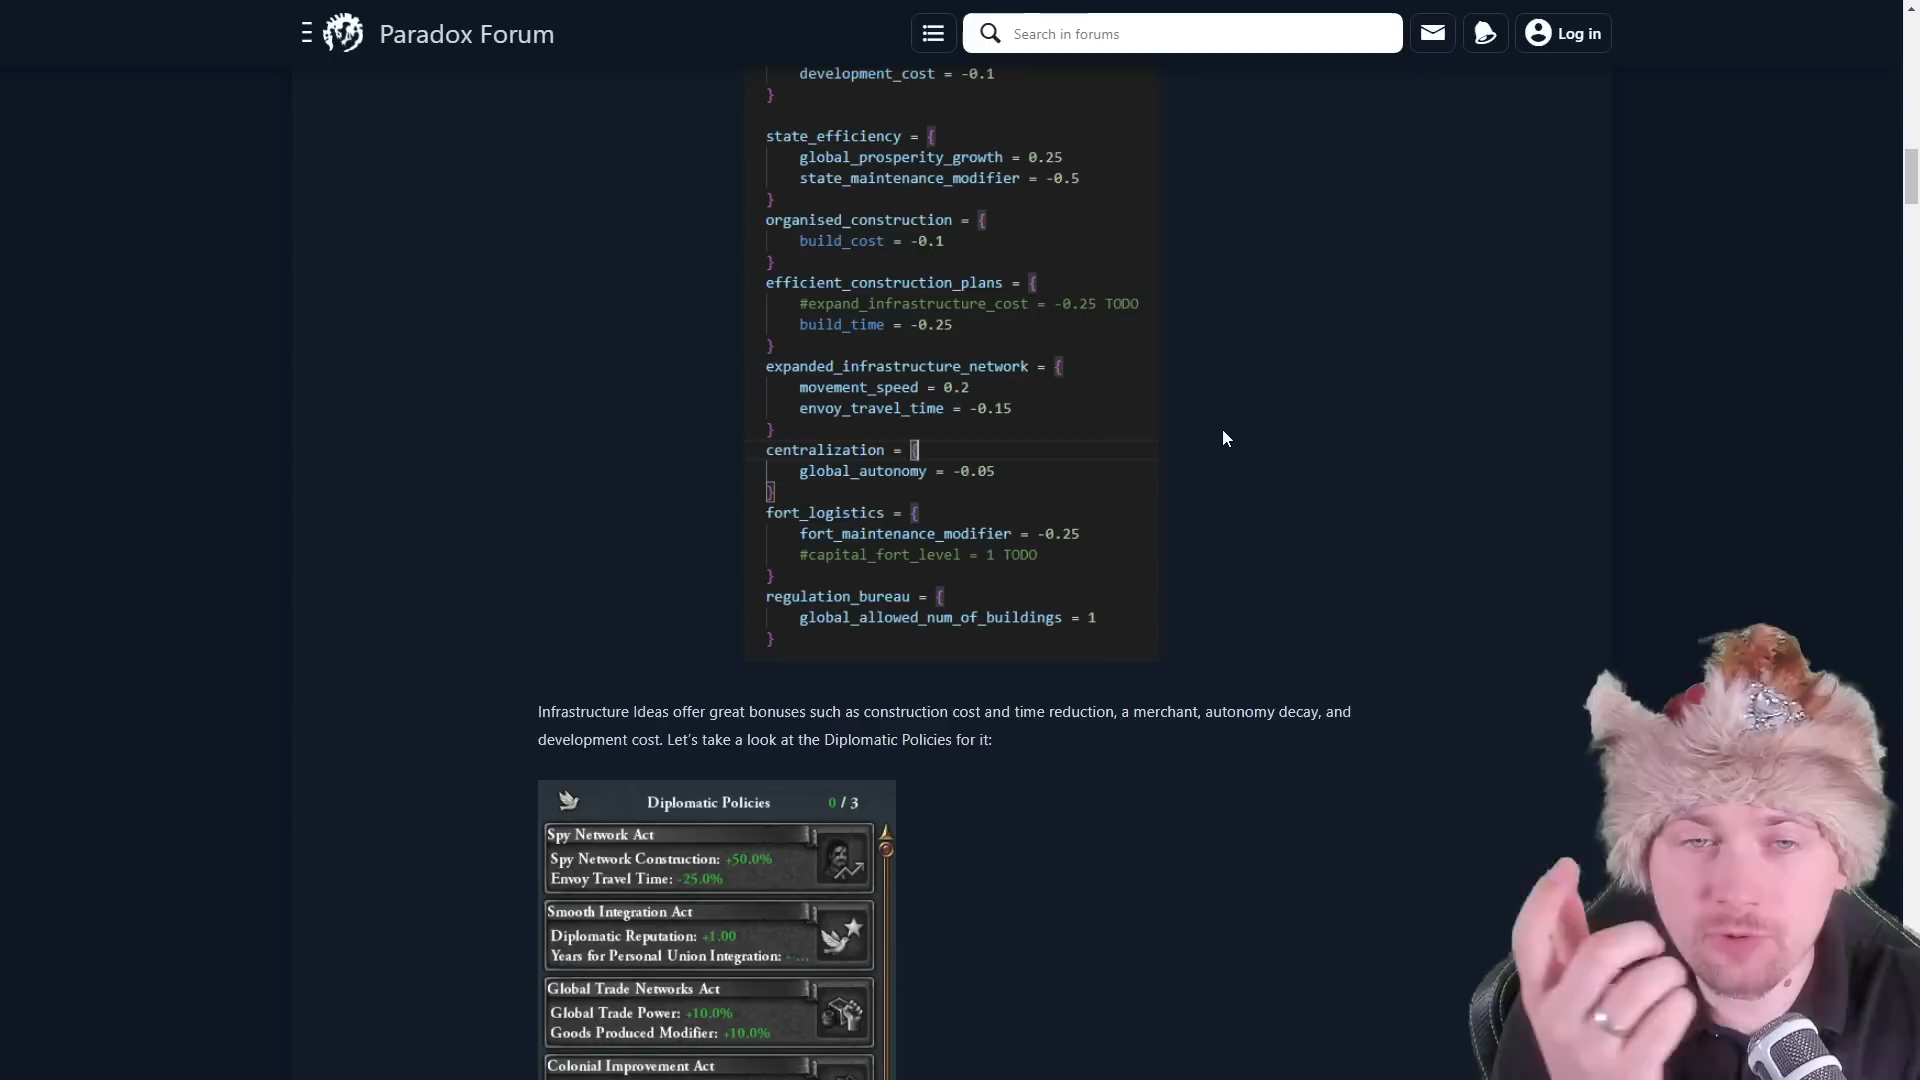 Paradox Forum
Search in forums
Log in
development_cost = -0.1
}
state_efficiency = {
global_prosperity_growth = 0.25
state_maintenance_modifier = -0.5
}
organised_construction = {
build_cost = -0.1
}
efficient_construction_plans = {
#expand_infrastructure_cost = -0.25 TODO
build_time = -0.25
}
expanded_infrastructure_network = {
movement_speed = 0.2
envoy_travel_time = -0.15
}
centralization = {
global_autonomy = -0.05
}
fort_logistics = {
fort_maintenance_modifier = -0.25
#capital_fort_level = 1 TODO
}
regulation_bureau = {
global_allowed_num_of_buildings = 1
}
Infrastructure Ideas offer great bonuses such as construction cost and time reduction, a merchant, autonomy decay, and
development cost. Let's take a look at the Diplomatic Policies for it:
Diplomatic Policies 0 / 3
Spy Network Act
Spy Network Construction: +50.0%
Envoy Travel Time: -25.0%
Smooth Integration Act
Diplomatic Reputation: +1.00
Years for Personal Union Integration: - ...
Global Trade Networks Act
Global Trade Power: +10.0%
Goods Produced Modifier: +10.0%
Colonial Improvement Act